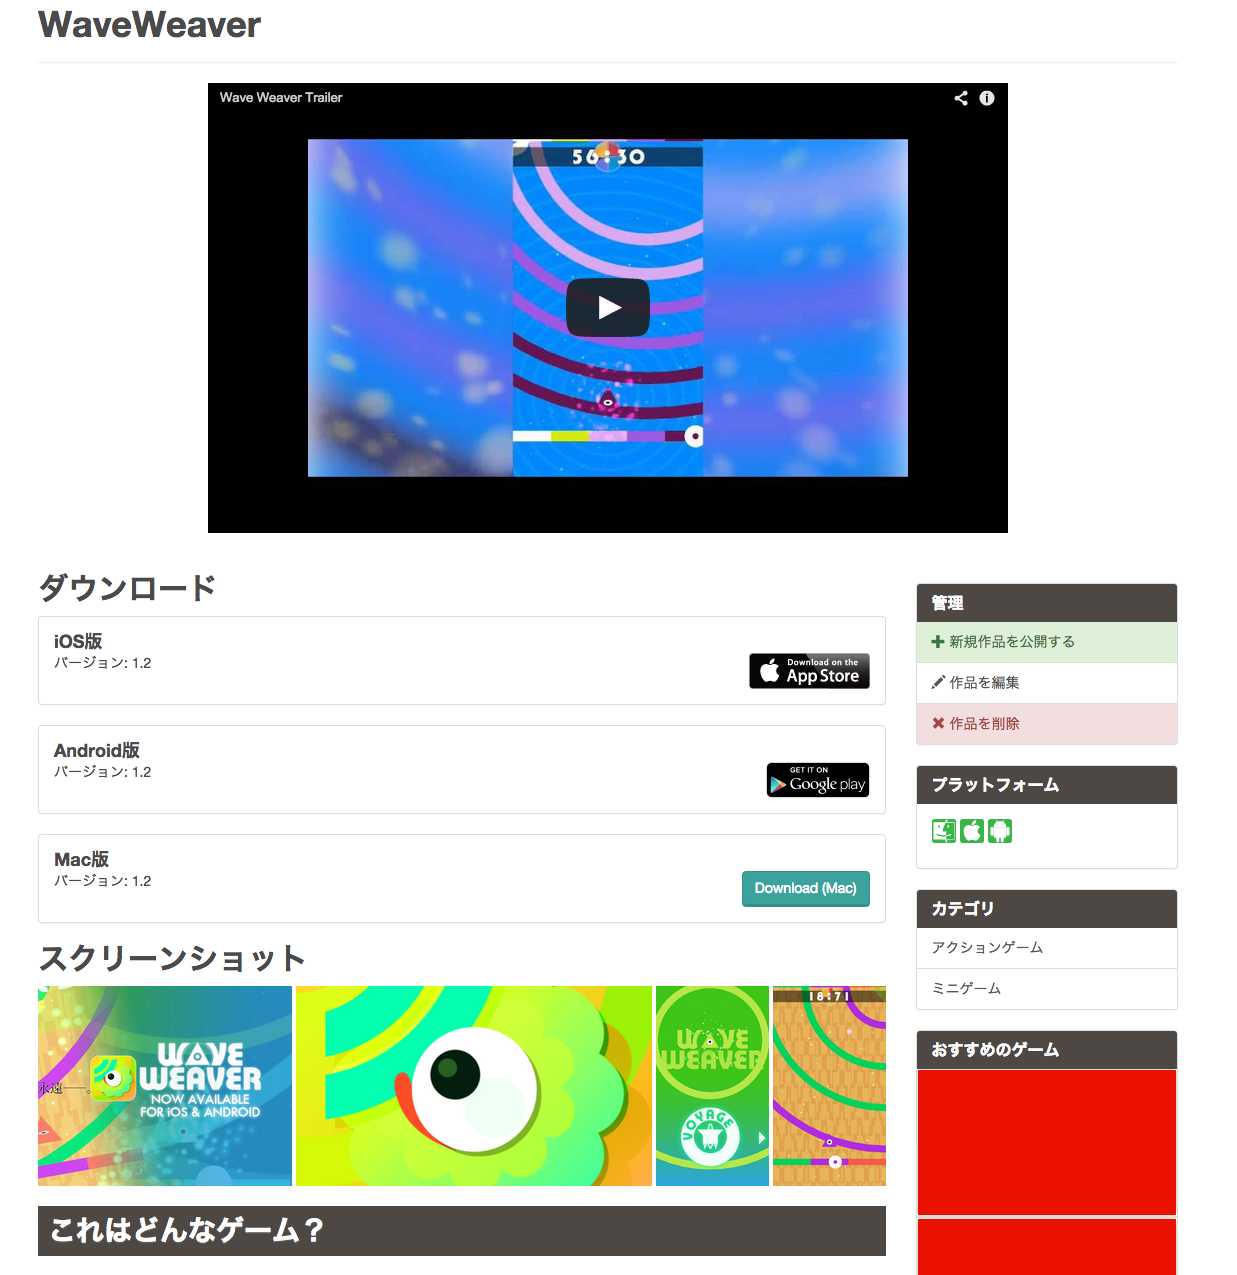 WaveWeaver
Wave Weaver Trailer
56:30
ダウンロード
iOS版
バージョン: 1.2
Download on the
App Store
Android版
バージョン: 1.2
GET IT ON
Google play
Mac版
バージョン: 1.2
Download (Mac)
スクリーンショット
永遠──。
WAVE
WEAVER
NOW AVAILABLE
FOR iOS & ANDROID
WAVE
WEAVER
VOYAGE
18:71
これはどんなゲーム？
管理
新規作品を公開する
作品を編集
作品を削除
プラットフォーム
カテゴリ
アクションゲーム
ミニゲーム
おすすめのゲーム